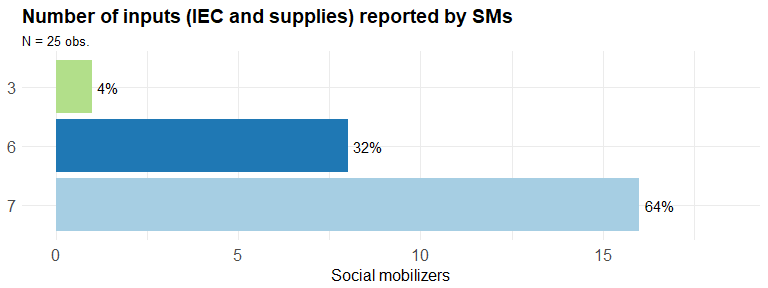 Number of inputs (IEC and supplies) reported by SMs
N = 25 obs.
3
4%
6
32%
7
64%
0 5 10 15
Social mobilizers